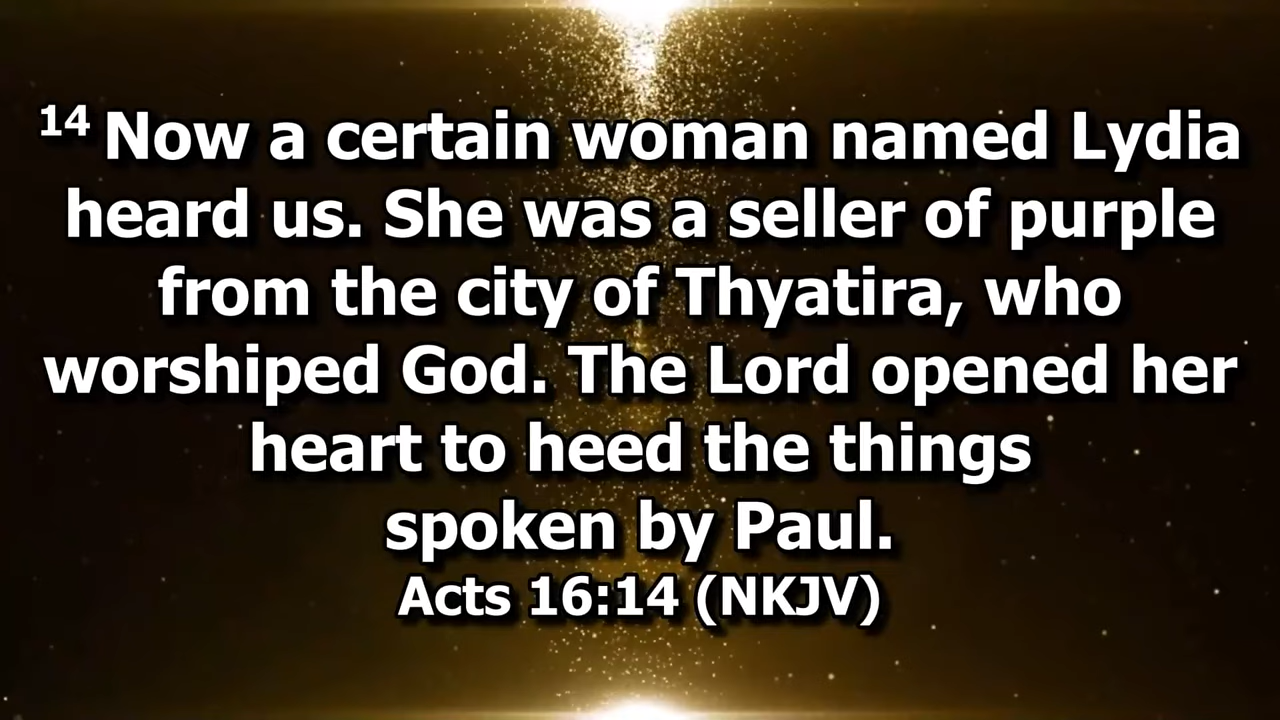 14 Now a certain woman named Lydia
heard us. She was a seller of purple
from the city of Thyatira, who
worshiped God. The Lord opened her
heart to heed the things
spoken by Paul.
Acts 16:14 (NKJV)